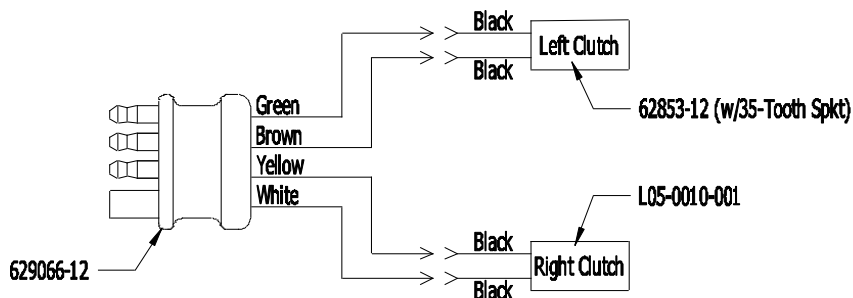 Black
Left Clutch
Black
62853-12 (w/35-Tooth Spkt)
Green
Brown
Yellow
White
L05-0010-001
Black
Right Clutch
Black
629066-12